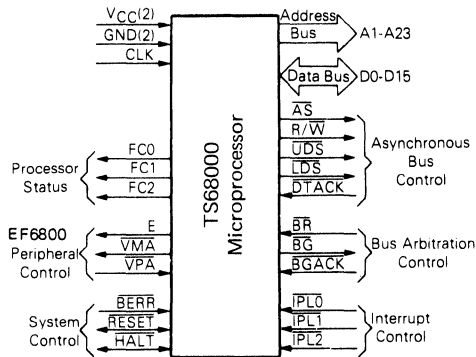 VCC(2)
GND(2)
CLK
Address
Bus
A1-A23
Data Bus
D0-D15
TS68000
Microprocessor
FC0
FC1
FC2
Processor
Status
E
VMA
VPA
EF6800
Peripheral
Control
BERR
RESET
HALT
System
Control
AS
R/W
UDS
LDS
DTACK
Asynchronous
Bus
Control
BR
BG
BGACK
Bus Arbitration
Control
IPL0
IPL1
IPL2
Interrupt
Control